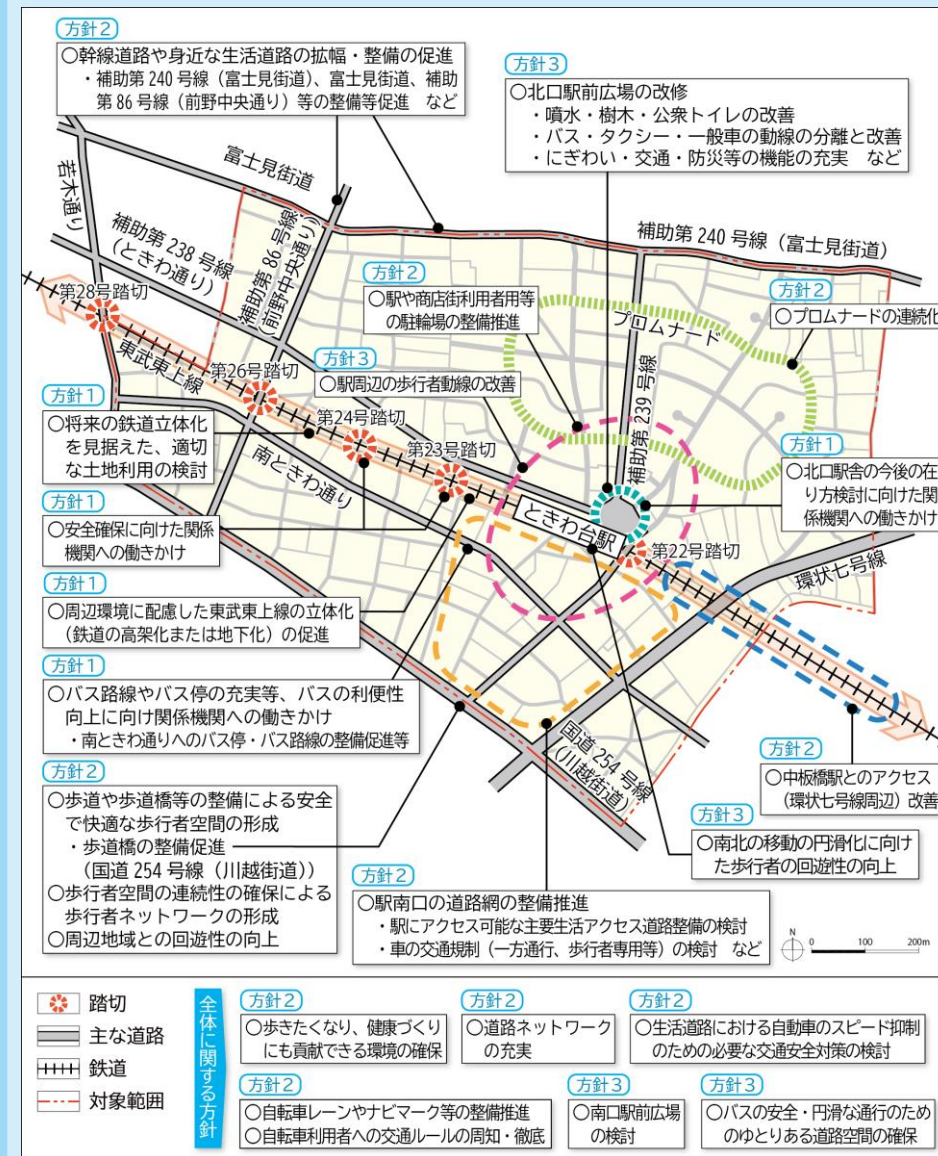 方針2
○幹線道路や身近な生活道路の拡幅・整備の促進
・補助第240号線（富士見街道）、富士見街道、補助
第86号線（前野中央通り）等の整備等促進　など
方針3
○北口駅前広場の改修
・噴水・樹木・公衆トイレの改善
・バス・タクシー・一般車の動線の分離と改善
・にぎわい・交通・防災等の機能の充実　など
富士見街道
若木通り
補助第238号線
（ときわ通り）
補助第86号線
（前野中央通り）
補助第240号線（富士見街道）
方針2
○駅や商店街利用者用等
の駐輪場の整備推進
プロムナード
方針2
○プロムナードの連続化
第28号踏切
東武東上線
第26号踏切
方針3
○駅周辺の歩行者動線の改善
補助第239号線
方針1
○将来の鉄道立体化
を見据えた、適切
な土地利用の検討
第24号踏切
第23号踏切
南ときわ通り
ときわ台駅
方針1
○北口駅舎の今後の在
り方検討に向けた関
係機関への働きかけ
方針1
○安全確保に向けた関係
機関への働きかけ
第22号踏切
環状七号線
方針1
○周辺環境に配慮した東武東上線の立体化
（鉄道の高架化または地下化）の促進
方針1
○バス路線やバス停の充実等、バスの利便性
向上に向け関係機関への働きかけ
・南ときわ通りへのバス停・バス路線の整備促進等
国道254号線
（川越街道）
方針2
○中板橋駅とのアクセス
（環状七号線周辺）改善
方針2
○歩道や歩道橋等の整備による安全
で快適な歩行者空間の形成
・歩道橋の整備促進
（国道254号線（川越街道））
○歩行者空間の連続性の確保による
歩行者ネットワークの形成
○周辺地域との回遊性の向上
方針3
○南北の移動の円滑化に向け
た歩行者の回遊性の向上
方針2
○駅南口の道路網の整備推進
・駅にアクセス可能な主要生活アクセス道路整備の検討
・車の交通規制（一方通行、歩行者専用等）の検討　など
N
0 100 200m
踏切
主な道路
鉄道
対象範囲
全体に関する方針
方針2
○歩きたくなり、健康づくり
にも貢献できる環境の確保
方針2
○道路ネットワーク
の充実
方針2
○生活道路における自動車のスピード抑制
のための必要な交通安全対策の検討
方針2
○自転車レーンやナビマーク等の整備推進
○自転車利用者への交通ルールの周知・徹底
方針3
○南口駅前広場
の検討
方針3
○バスの安全・円滑な通行のため
のゆとりある道路空間の確保